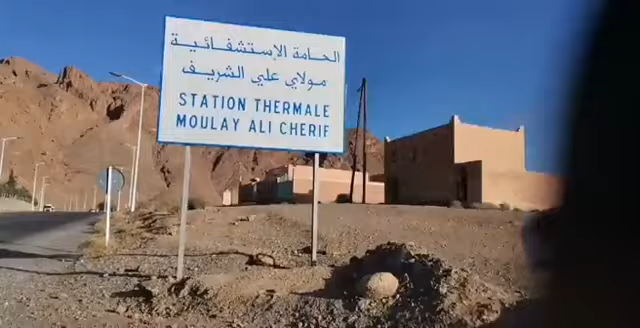 الحامة الإستشفائية
مولاي علي الشريف
STATION THERMALE
MOULAY ALI CHERIF